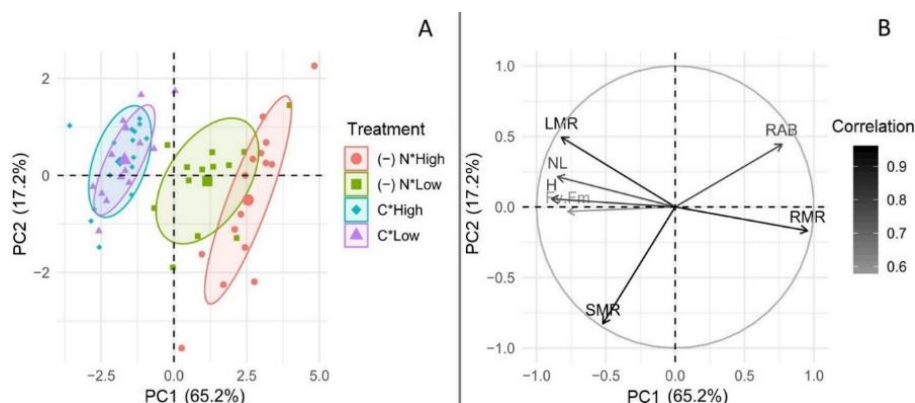 A
2
0
−2
−2.5
0.0
2.5
5.0
PC1 (65.2%)
PC2 (17.2%)
Treatment
(−) N*High
(−) N*Low
C*High
C*Low
B
1.0
0.5
0.0
−0.5
−1.0
−1.0
−0.5
0.0
0.5
1.0
PC1 (65.2%)
PC2 (17.2%)
LMR
NL
H
Fm
RAB
RMR
SMR
Correlation
0.9
0.8
0.7
0.6